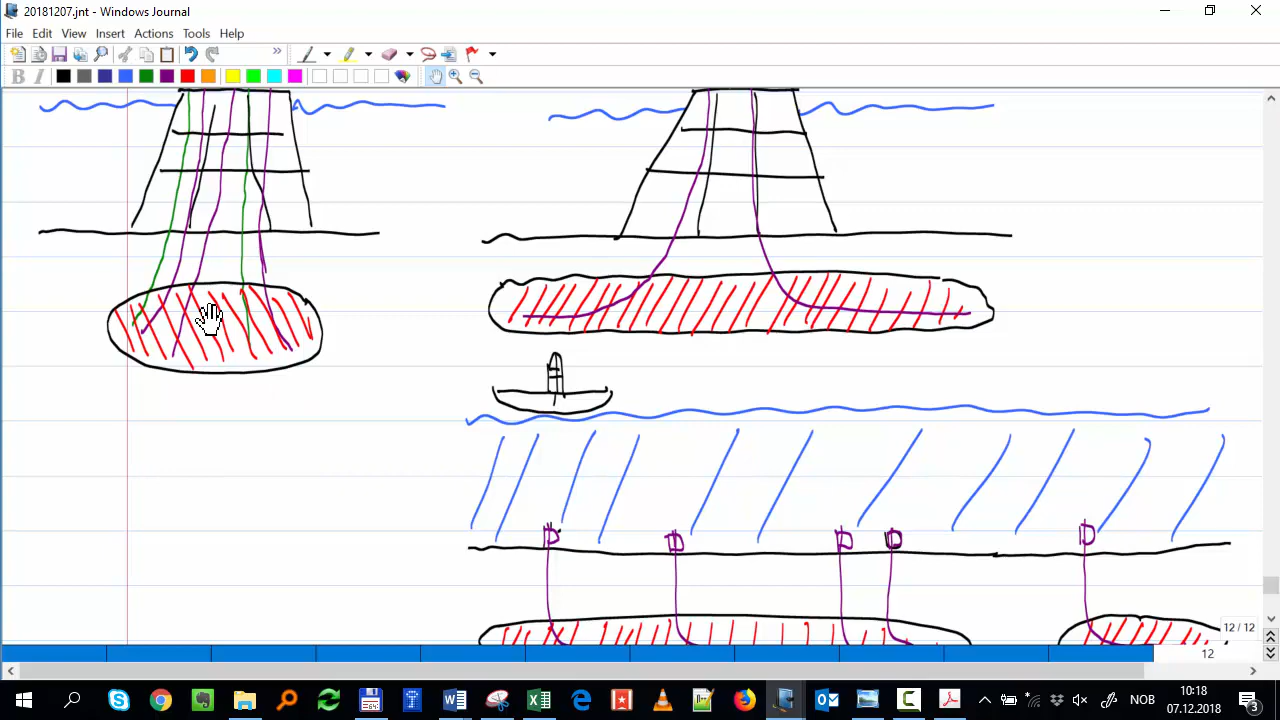 20181207.jnt - Windows Journal
File Edit View Insert Actions Tools Help
B I
D D D D D
12 / 12
12
NOB
10:18
07.12.2018
3